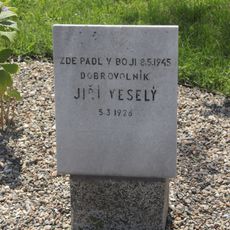 ZDE PADL V BOJI 8.5.1945
DOBROVOLNÍK
JIŘÍ VESELÝ
5.3.1926